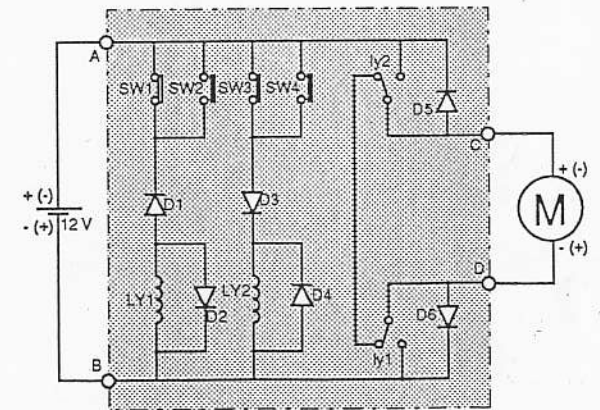 A
SW1 SW2 SW3 SW4
ly2
D5
C
+ (-)
- (+) 12 V
D1
D3
+ (-)
M
- (+)
LY1
D2
LY2
D4
D
D6
ly1
B